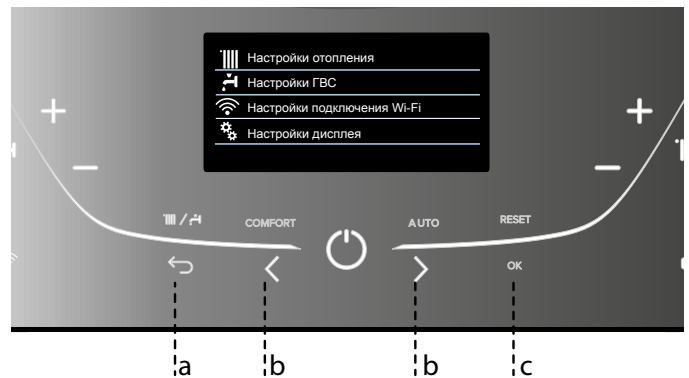 Настройки отопления
Настройки ГВС
Настройки подключения Wi-Fi
Настройки дисплея
COMFORT
AUTO
RESET
OK
a
b
b
c